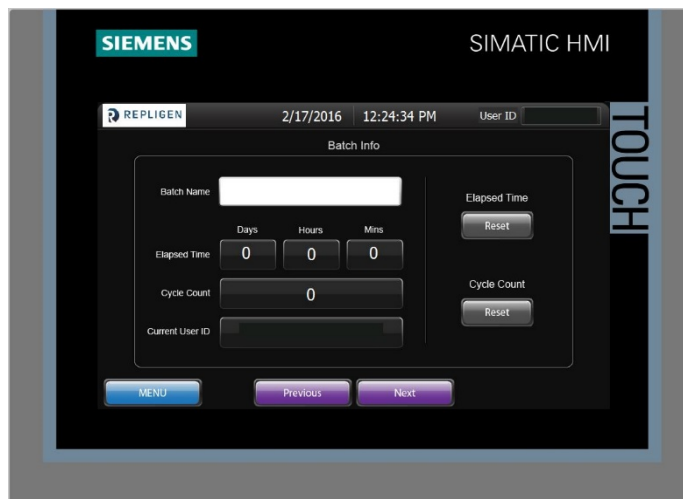 SIEMENS
SIMATIC HMI
TOUCH
REPLIGEN
2/17/2016 12:24:34 PM User ID
Batch Info
Batch Name
Days Hours Mins
Elapsed Time 0 0 0
Cycle Count 0
Current User ID
Elapsed Time
Reset
Cycle Count
Reset
MENU Previous Next